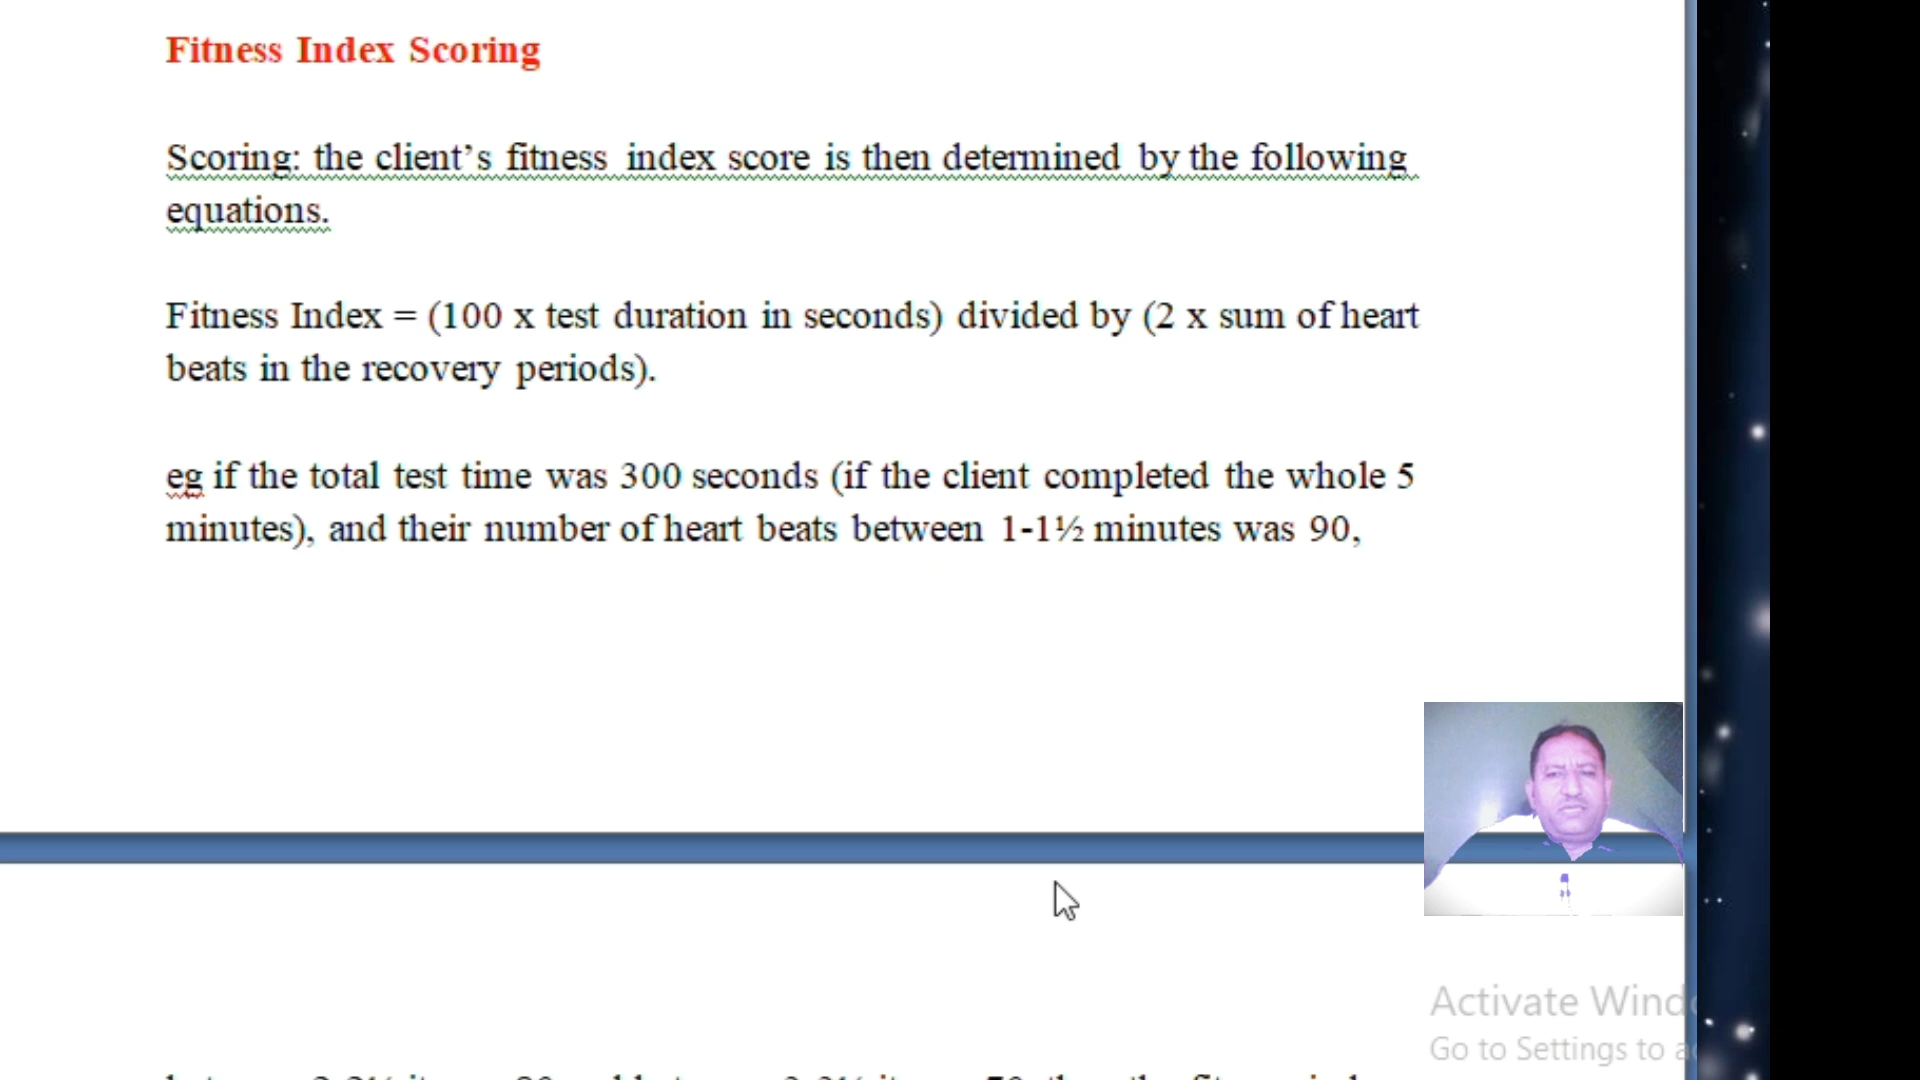 Fitness Index Scoring
Scoring: the client’s fitness index score is then determined by the following
equations.
Fitness Index = (100 x test duration in seconds) divided by (2 x sum of heart
beats in the recovery periods).
eg if the total test time was 300 seconds (if the client completed the whole 5
minutes), and their number of heart beats between 1-1½ minutes was 90,
Activate Wind
Go to Settings to a